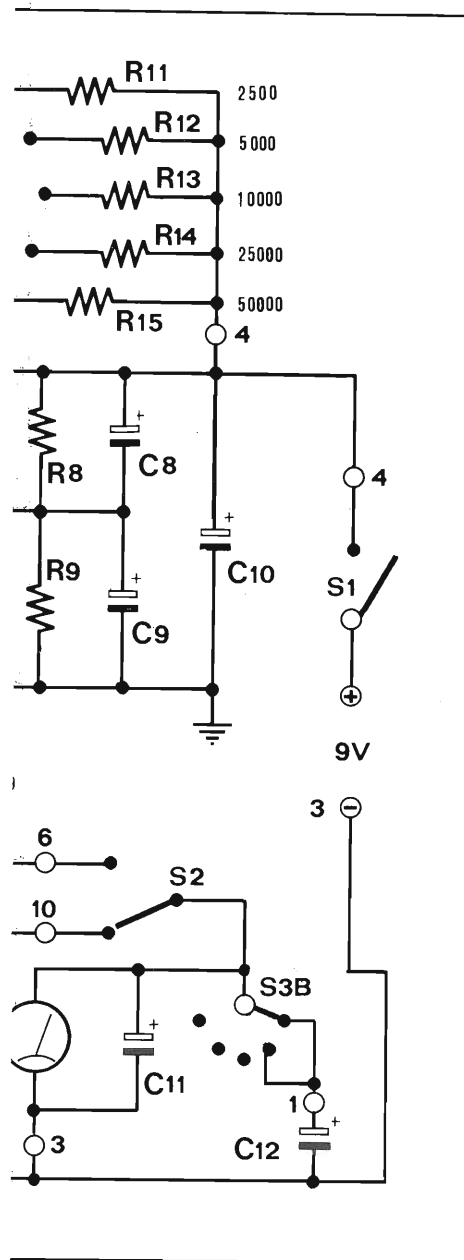 R11
2500
R12
5000
R13
10000
R14
25000
R15
50000
4
+
R8
C8
4
+
R9
+
C10
S1
C9
+
9V
3
−
6
S2
10
S3B
+
C11
1
+
3
C12